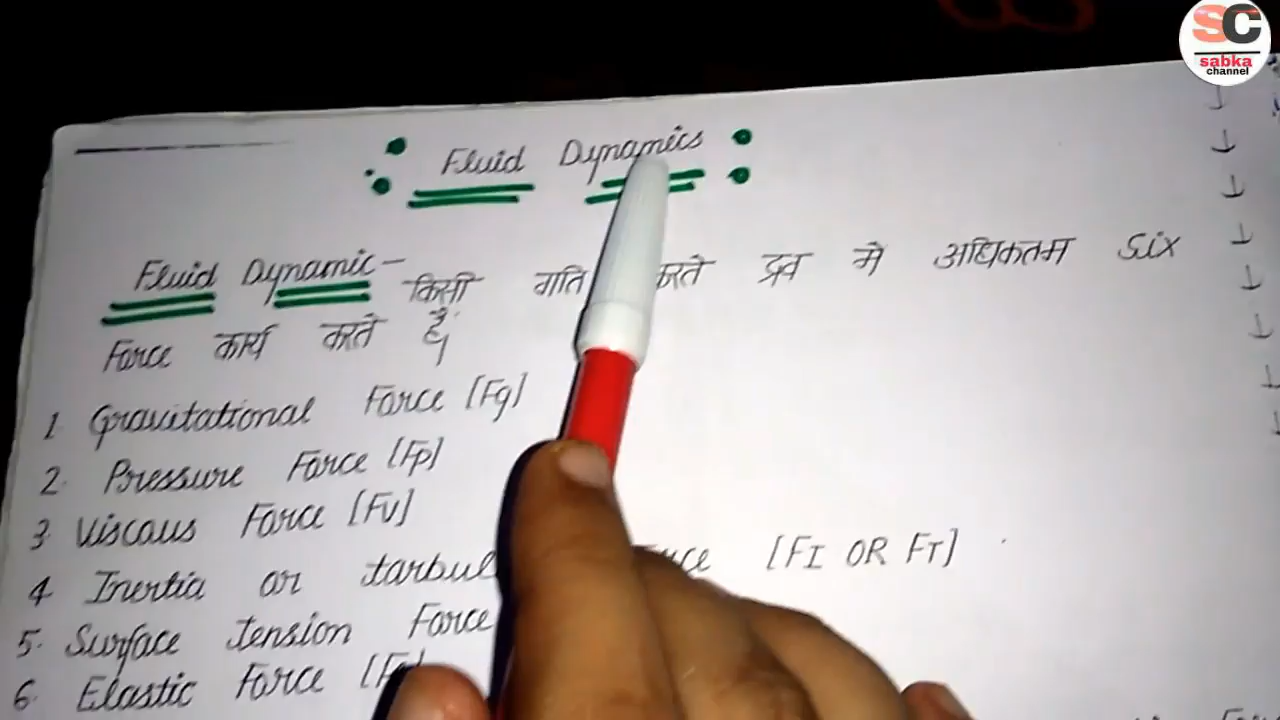 SC
sabka
channel
Fluid Dynamics
Fluid Dynamic- किसी गति करते द्रव मे अधिकतम Six
Force कार्य करते हैं।
1 Gravitational Force [Fg]
2. Pressure Force [Fp]
3 Viscaus Force [Fv]
4 Inertia or [FI OR FT]
5. Surface Tension Force
6. Elastic Force